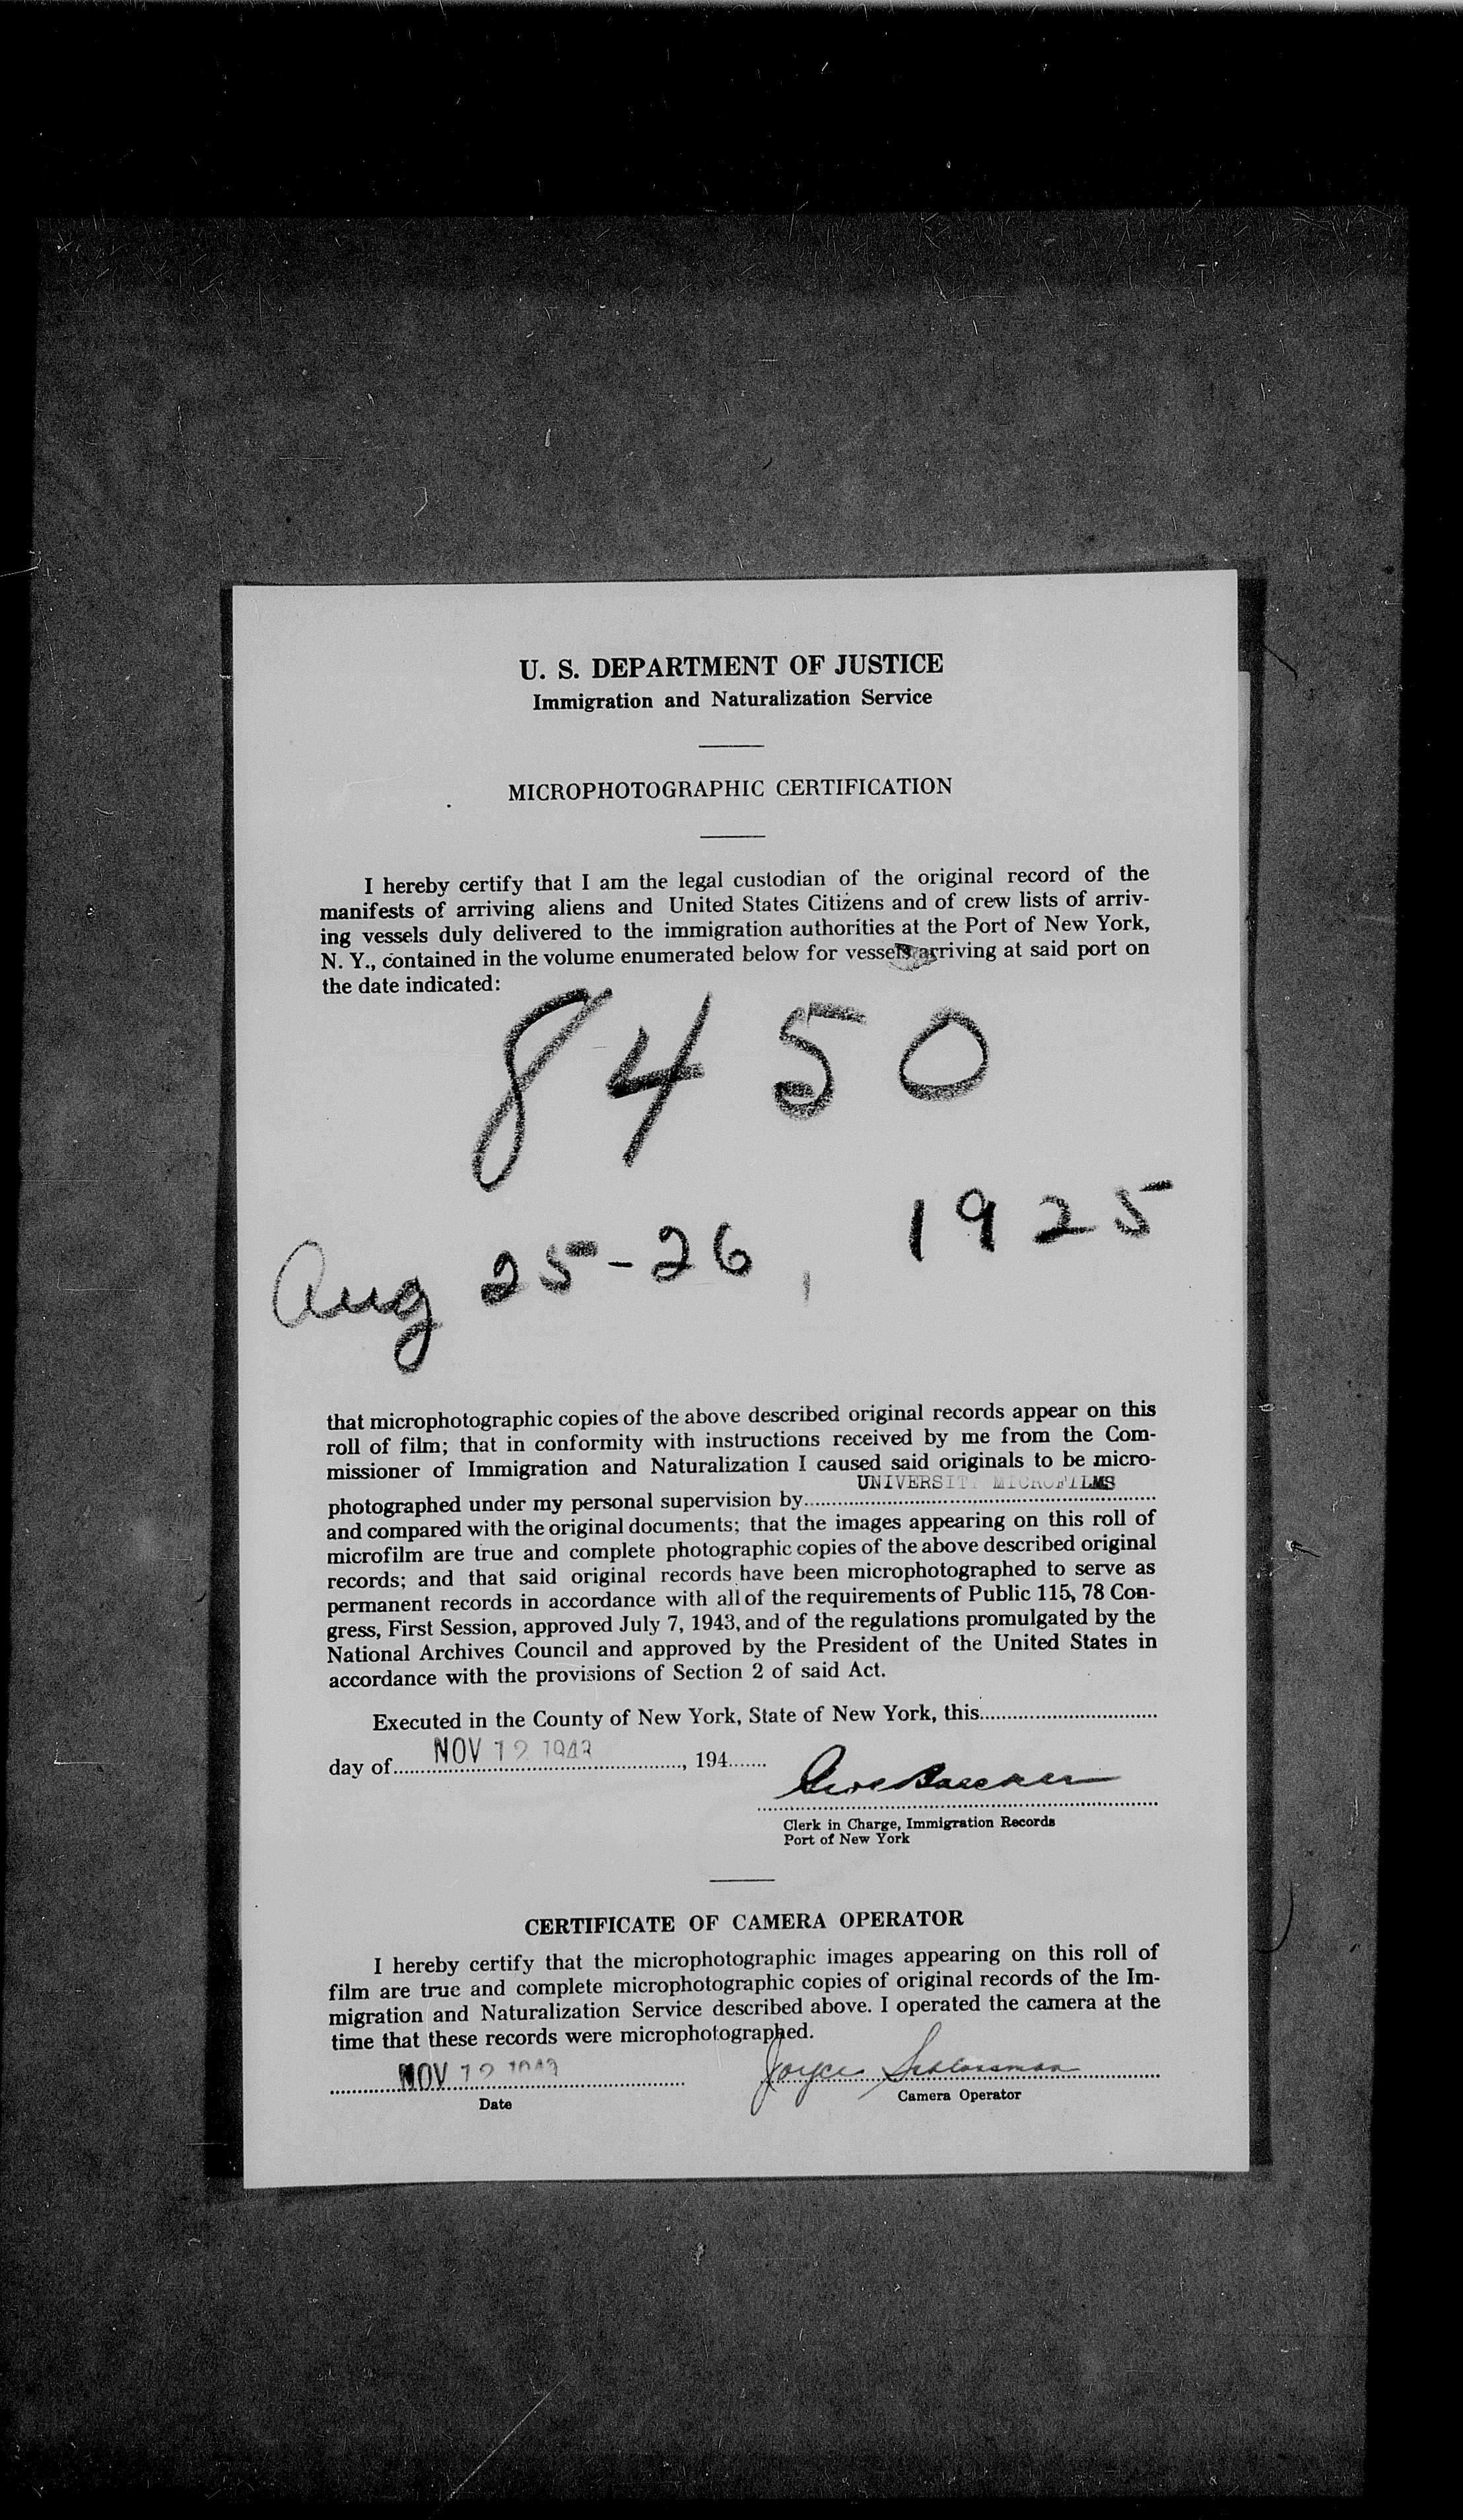 U. S. DEPARTMENT OF JUSTICE
Immigration and Naturalization Service
MICROPHOTOGRAPHIC CERTIFICATION
I hereby certify that I am the legal custodian of the original record of the
manifests of arriving aliens and United States Citizens and of crew lists of arriv-
ing vessels duly delivered to the immigration authorities at the Port of New York,
N. Y., contained in the volume enumerated below for vessels arriving at said port on
the date indicated:
8450
Aug 25-26, 1925
that microphotographic copies of the above described original records appear on this
roll of film; that in conformity with instructions received by me from the Com-
missioner of Immigration and Naturalization I caused said originals to be micro-
UNIVERSITY MICROFILMS
photographed under my personal supervision by
and compared with the original documents; that the images appearing on this roll of
microfilm are true and complete photographic copies of the above described original
records; and that said original records have been microphotographed to serve as
permanent records in accordance with all of the requirements of Public 115, 78 Con-
gress, First Session, approved July 7, 1943, and of the regulations promulgated by the
National Archives Council and approved by the President of the United States in
accordance with the provisions of Section 2 of said Act.
Executed in the County of New York, State of New York, this
day of NOV 12 1943, 194
Clerk in Charge, Immigration Records
Port of New York
CERTIFICATE OF CAMERA OPERATOR
I hereby certify that the microphotographic images appearing on this roll of
film are true and complete microphotographic copies of original records of the Im-
migration and Naturalization Service described above. I operated the camera at the
time that these records were microphotographed.
NOV 12 1943 Joyce Schlossman
Date Camera Operator